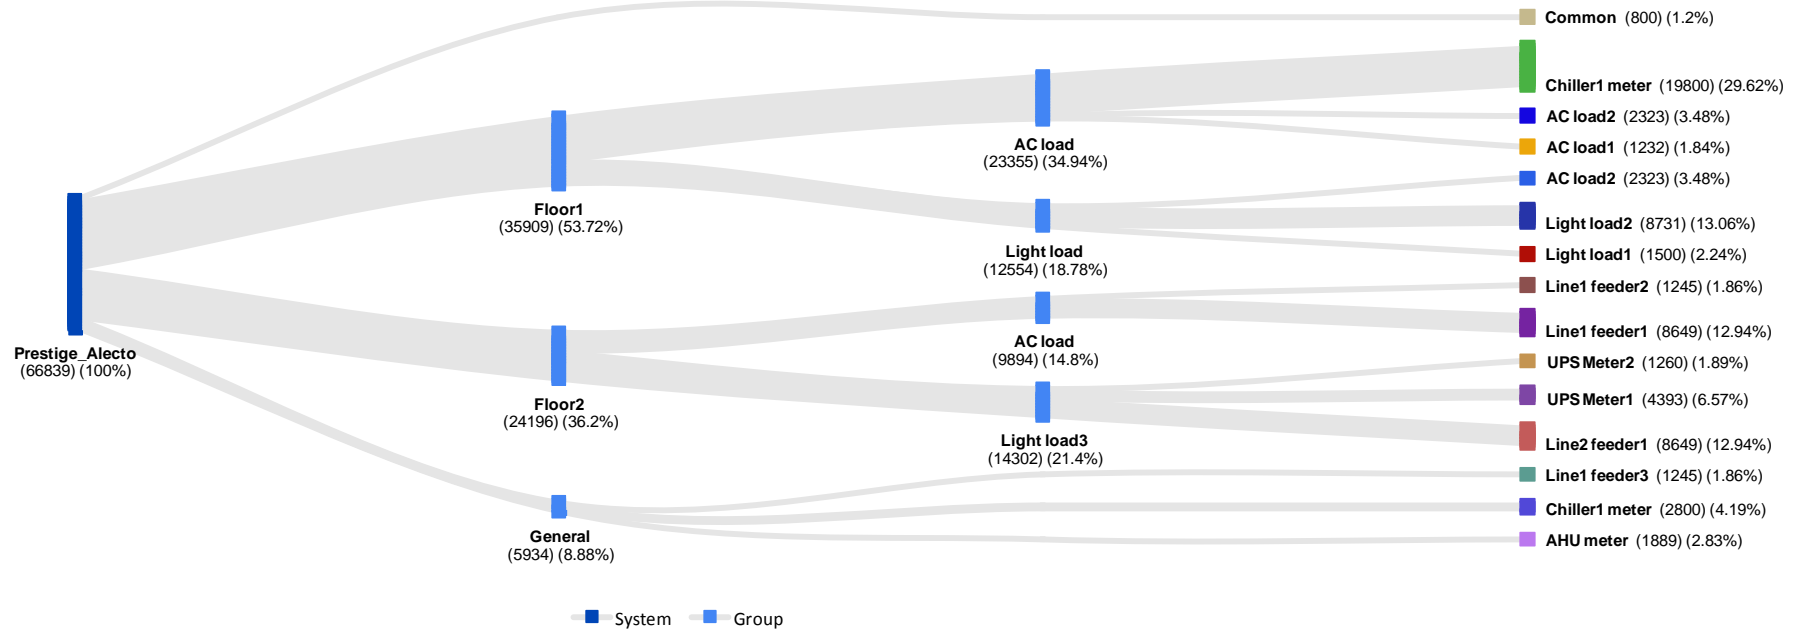 Common (800) (1.2%)
Chiller1 meter (19800) (29.62%)
AC load2 (2323) (3.48%)
AC load1 (1232) (1.84%)
AC load
(23355) (34.94%)
AC load2 (2323) (3.48%)
Floor1
(35909) (53.72%)
Light load2 (8731) (13.06%)
Light load
(12554) (18.78%)
Light load1 (1500) (2.24%)
Line1 feeder2 (1245) (1.86%)
Line1 feeder1 (8649) (12.94%)
AC load
(9894) (14.8%)
Prestige_Alecto
(66839) (100%)
UPS Meter2 (1260) (1.89%)
UPS Meter1 (4393) (6.57%)
Floor2
(24196) (36.2%)
Light load3
(14302) (21.4%)
Line2 feeder1 (8649) (12.94%)
Line1 feeder3 (1245) (1.86%)
Chiller1 meter (2800) (4.19%)
General
(5934) (8.88%)
AHU meter (1889) (2.83%)
System
Group